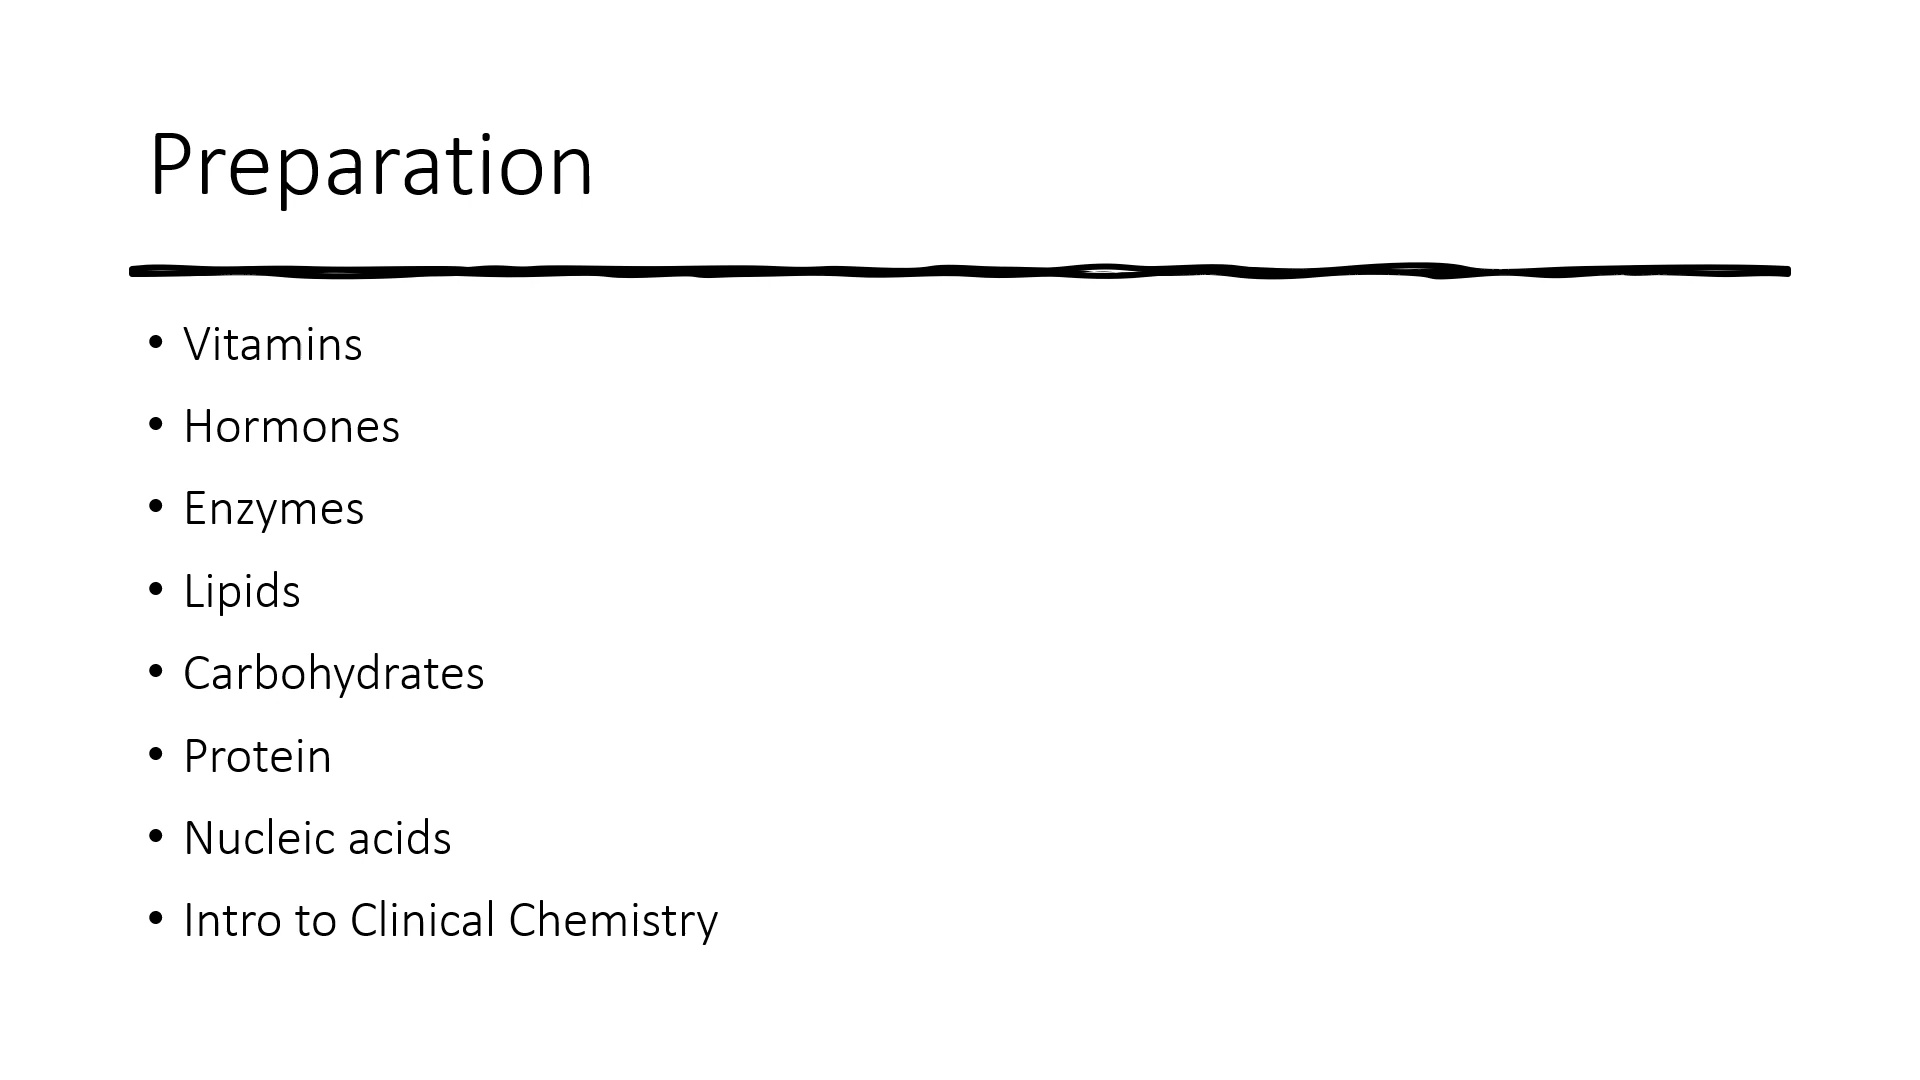 Preparation
• Vitamins
• Hormones
• Enzymes
• Lipids
• Carbohydrates
• Protein
• Nucleic acids
• Intro to Clinical Chemistry